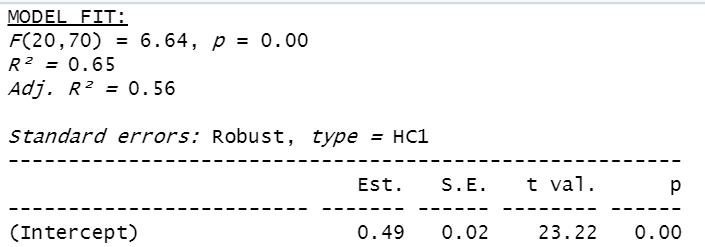 MODEL FIT:
F(20,70) = 6.64, p = 0.00
R² = 0.65
Adj. R² = 0.56
Standard errors: Robust, type = HC1
-------------------------------------------------------
Est. S.E. t val. p
------------------------- ------- ------ -------- ------
(Intercept) 0.49 0.02 23.22 0.00